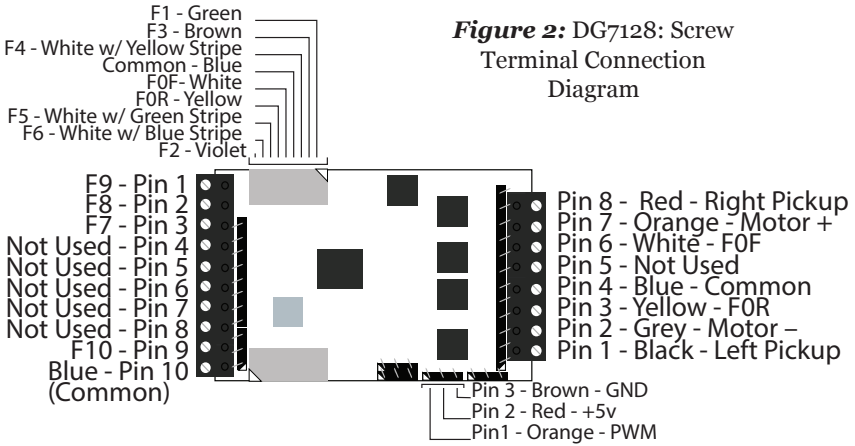 F1 - Green
F3 - Brown
F4 - White w/ Yellow Stripe
Common - Blue
F0F- White
F0R - Yellow
F5 - White w/ Green Stripe
F6 - White w/ Blue Stripe
F2 - Violet
Figure 2: DG7128: Screw
Terminal Connection
Diagram
F9 - Pin 1
F8 - Pin 2
F7 - Pin 3
Not Used - Pin 4
Not Used - Pin 5
Not Used - Pin 6
Not Used - Pin 7
Not Used - Pin 8
F10 - Pin 9
Blue - Pin 10
(Common)
Pin 8 - Red - Right Pickup
Pin 7 - Orange - Motor +
Pin 6 - White - F0F
Pin 5 - Not Used
Pin 4 - Blue - Common
Pin 3 - Yellow - F0R
Pin 2 - Grey - Motor –
Pin 1 - Black - Left Pickup
Pin 3 - Brown - GND
Pin 2 - Red - +5v
Pin1 - Orange - PWM